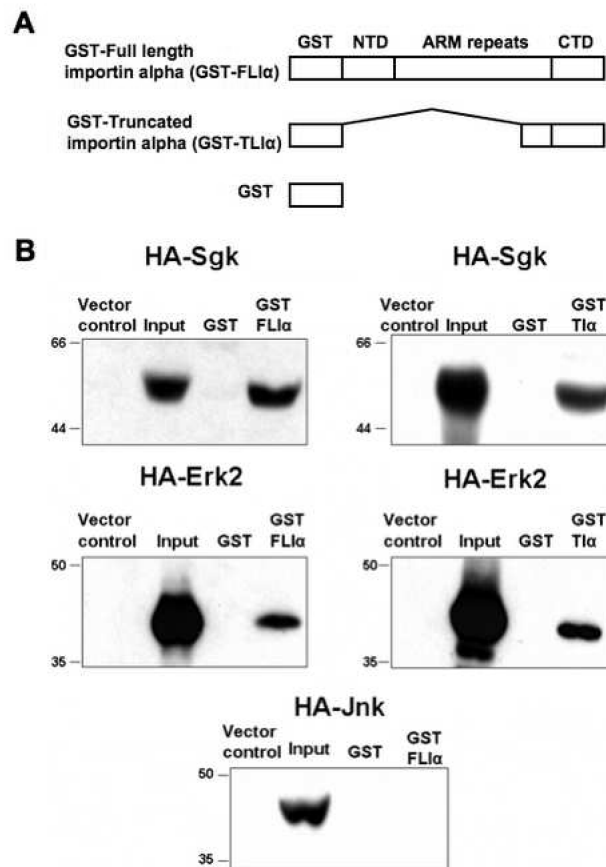 A
GST NTD ARM repeats CTD
GST-Full length
importin alpha (GST-FLIα)
GST-Truncated
importin alpha (GST-TLIα)
GST
B
HA-Sgk
Vector
control Input GST GST
FLIα
66
44
HA-Sgk
Vector
control Input GST GST
TIα
66
44
HA-Erk2
Vector
control Input GST GST
FLIα
50
35
HA-Erk2
Vector
control Input GST GST
TIα
50
35
HA-Jnk
Vector
control Input GST GST
FLIα
50
35